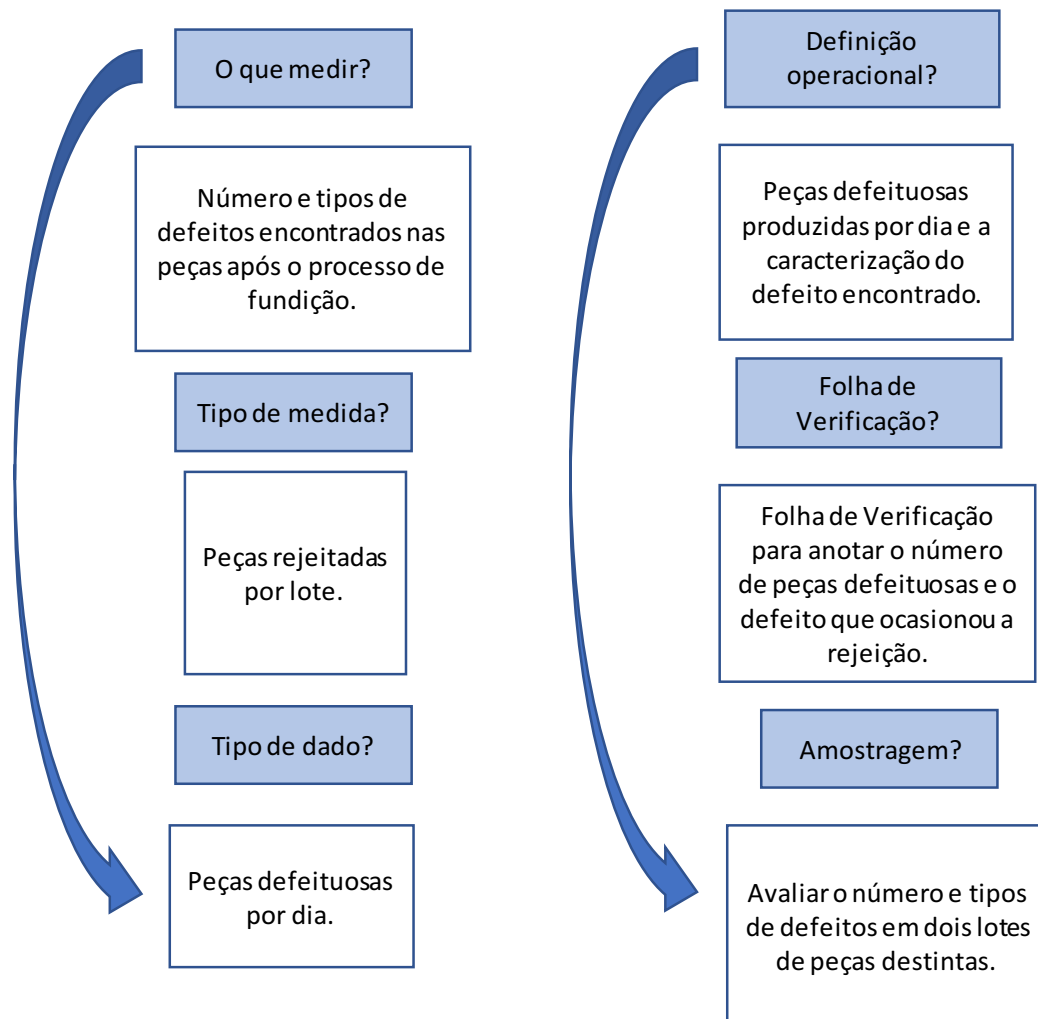 O que medir?
Número e tipos de
defeitos encontrados nas
peças após o processo de
fundição.
Tipo de medida?
Peças rejeitadas
por lote.
Tipo de dado?
Peças defeituosas
por dia.
Definição
operacional?
Peças defeituosas
produzidas por dia e a
caracterização do
defeito encontrado.
Folha de
Verificação?
Folha de Verificação
para anotar o número
de peças defeituosas e o
defeito que ocasionou a
rejeição.
Amostragem?
Avaliar o número e tipos
de defeitos em dois lotes
de peças destintas.